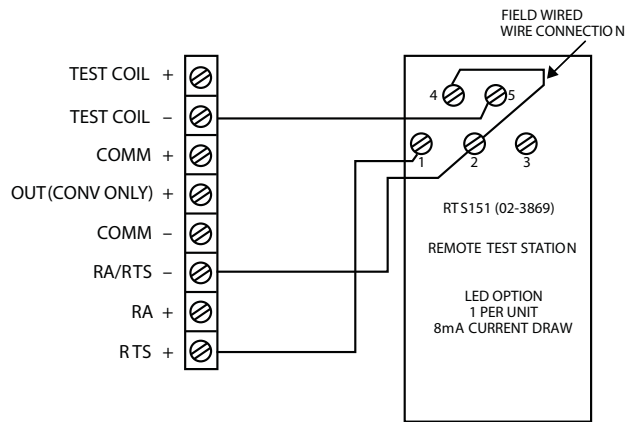 FIELD WIRED
WIRE CONNECTION
TEST COIL +
TEST COIL –
COMM +
OUT (CONV ONLY) +
COMM –
RA/RTS –
RA +
RTS +
4
5
1
2
3
RTS151 (02-3869)
REMOTE TEST STATION
LED OPTION
1 PER UNIT
8mA CURRENT DRAW